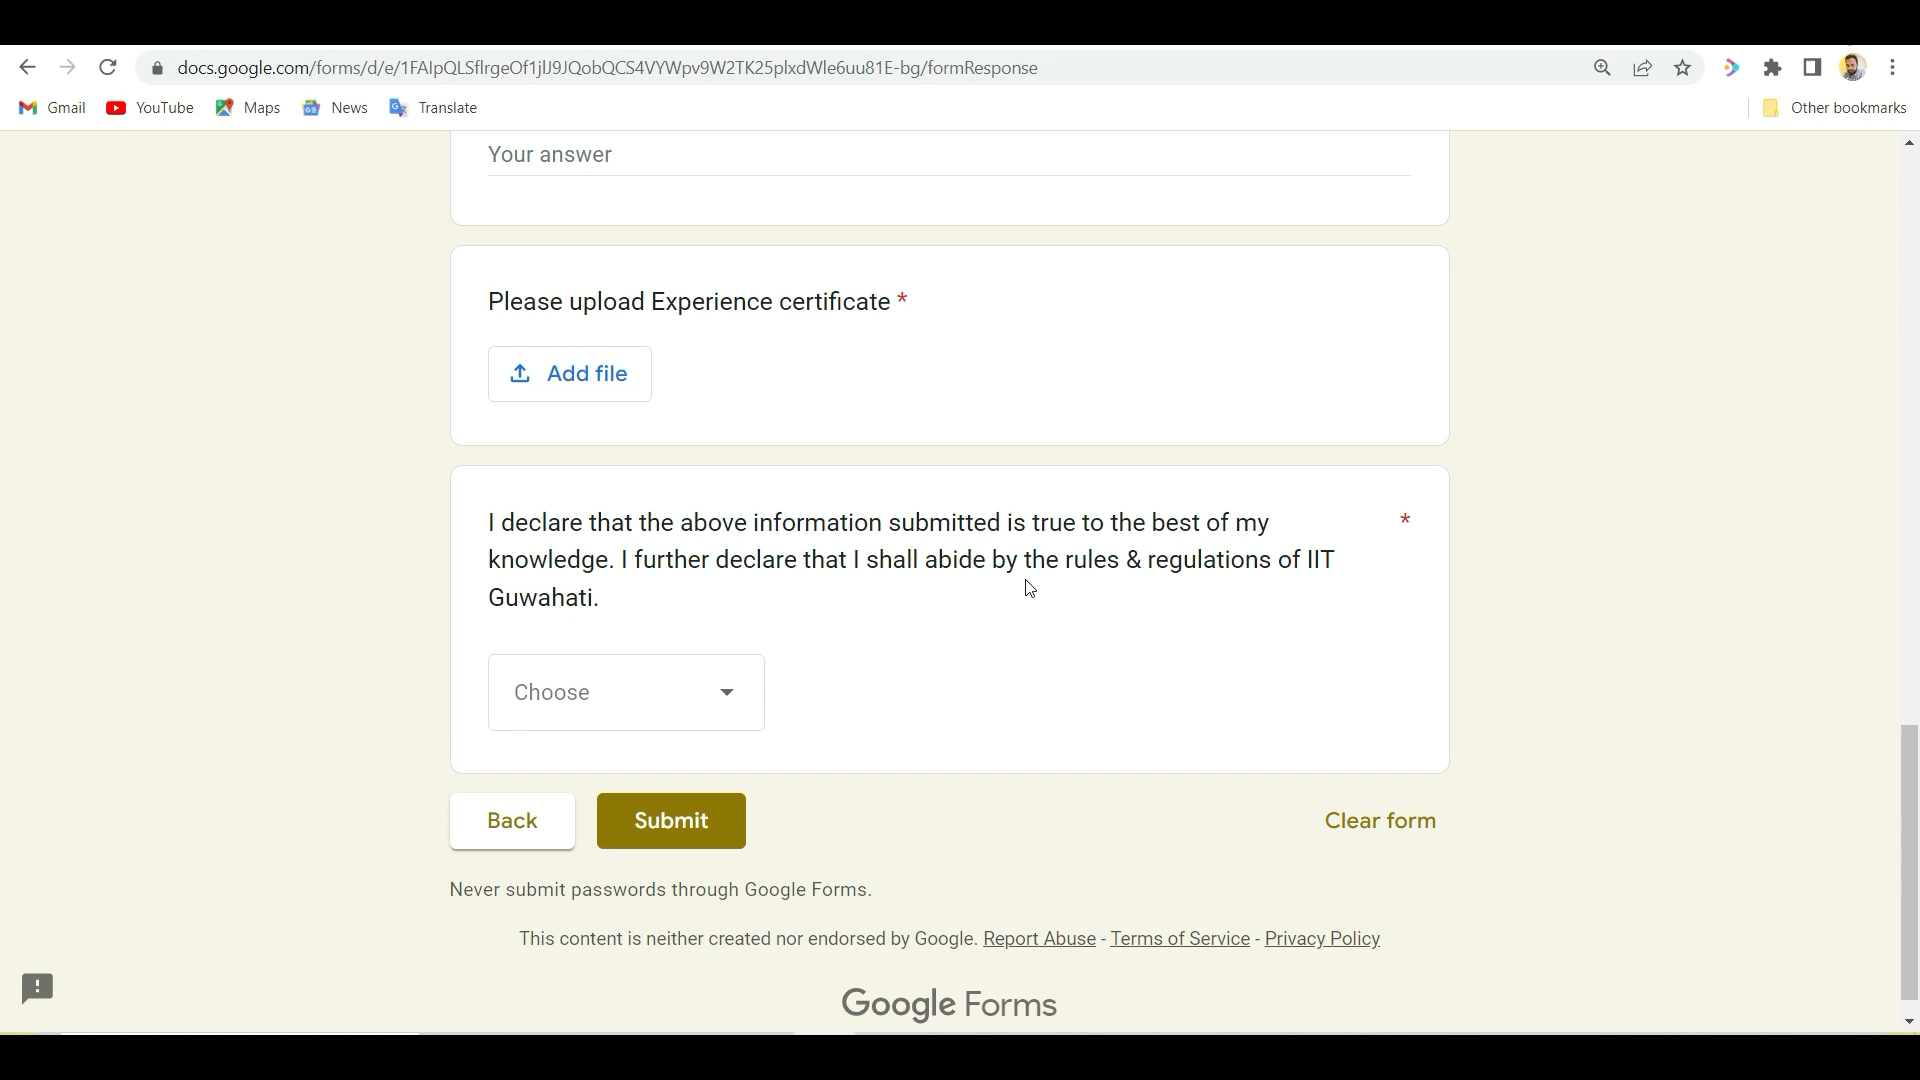 docs.google.com/forms/d/e/1FAIpQLSflrgeOf1jlJ9JQobQCS4VYWpv9W2TK25plxdWle6uu81E-bg/formResponse
Gmail YouTube Maps News Translate Other bookmarks
Your answer
Please upload Experience certificate *
Add file
I declare that the above information submitted is true to the best of my *
knowledge. I further declare that I shall abide by the rules & regulations of IIT
Guwahati.
Choose
Back Submit Clear form
Never submit passwords through Google Forms.
This content is neither created nor endorsed by Google. Report Abuse - Terms of Service - Privacy Policy
Google Forms